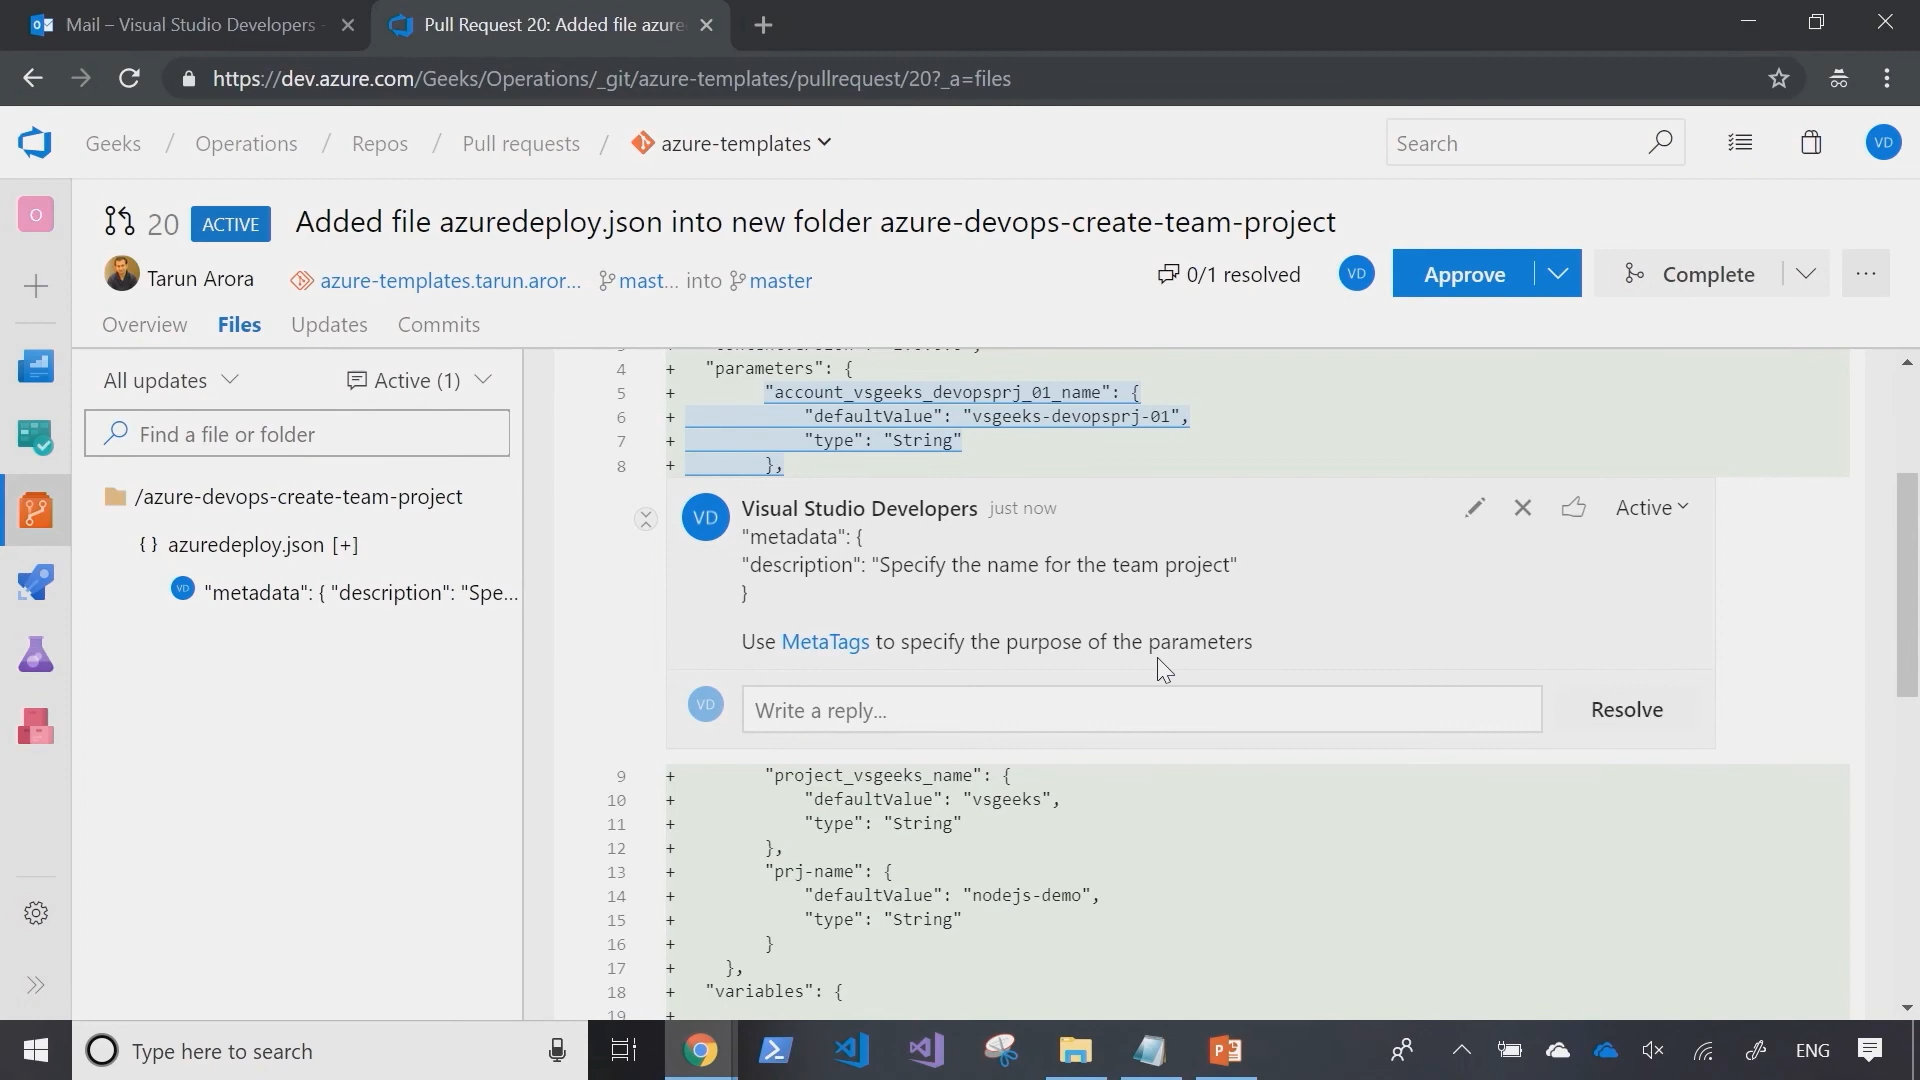 Mail – Visual Studio Developers -
Pull Request 20: Added file azure
https://dev.azure.com/Geeks/Operations/_git/azure-templates/pullrequest/20?_a=files
Geeks / Operations / Repos / Pull requests / azure-templates
Search
VD
O
20 ACTIVE Added file azuredeploy.json into new folder azure-devops-create-team-project
Tarun Arora azure-templates.tarun.aror... mast... into master
0/1 resolved VD Approve Complete ...
Overview Files Updates Commits
All updates Active (1)
Find a file or folder
/azure-devops-create-team-project
{ } azuredeploy.json [+]
VD "metadata": { "description": "Spe...
4 + "parameters": {
5 + "account_vsgeeks_devopsprj_01_name": {
6 + "defaultValue": "vsgeeks-devopsprj-01",
7 + "type": "String"
8 + },
VD Visual Studio Developers just now Active
"metadata": {
"description": "Specify the name for the team project"
}
Use MetaTags to specify the purpose of the parameters
VD Write a reply... Resolve
9 + "project_vsgeeks_name": {
10 + "defaultValue": "vsgeeks",
11 + "type": "String"
12 + },
13 + "prj-name": {
14 + "defaultValue": "nodejs-demo",
15 + "type": "String"
16 + }
17 + },
18 + "variables": {
19 +
Type here to search
ENG